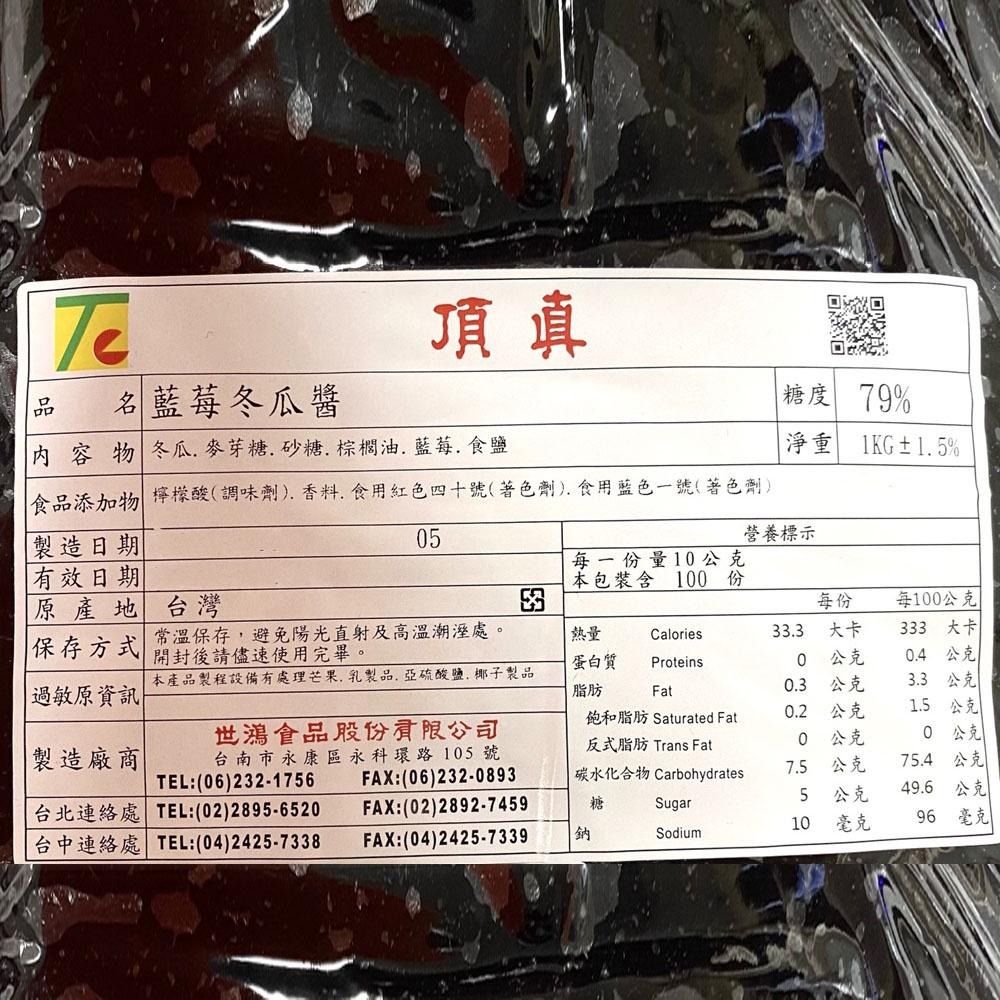 Te
頂真
品名 藍莓冬瓜醬 糖度 79%
內容物 冬瓜.麥芽糖.砂糖.棕櫚油.藍莓.食鹽 淨重 1KG±1.5%
食品添加物 檸檬酸(調味劑).香料.食用紅色四十號(著色劑).食用藍色一號(著色劑)
製造日期 05
有效日期
原產地 台灣
保存方式 常溫保存，避免陽光直射及高溫潮溼處。
開封後請儘速使用完畢。
過敏原資訊 本產品製程設備有處理芒果.乳製品.亞硫酸鹽.椰子製品
製造廠商 世鴻食品股份有限公司
台南市永康區永科環路 105 號
TEL:(06)232-1756 FAX:(06)232-0893
台北連絡處 TEL:(02)2895-6520 FAX:(02)2892-7459
台中連絡處 TEL:(04)2425-7338 FAX:(04)2425-7339
營養標示
每一份量10公克
本包裝含 100 份
每份 每100公克
熱量 Calories 33.3 大卡 333 大卡
蛋白質 Proteins 0 公克 0.4 公克
脂肪 Fat 0.3 公克 3.3 公克
飽和脂肪 Saturated Fat 0.2 公克 1.5 公克
反式脂肪 Trans Fat 0 公克 0 公克
碳水化合物 Carbohydrates 7.5 公克 75.4 公克
糖 Sugar 5 公克 49.6 公克
鈉 Sodium 10 毫克 96 毫克